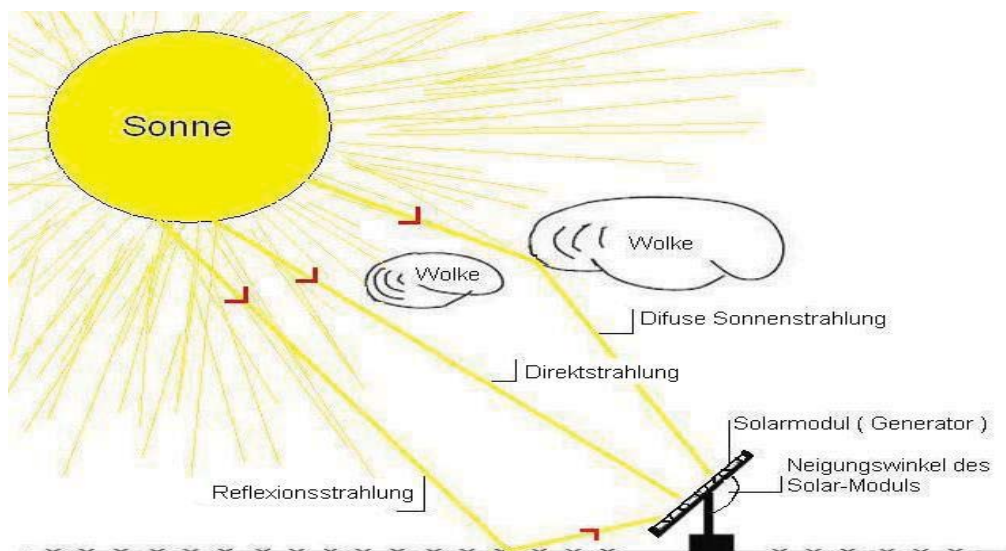 Sonne
Wolke
Wolke
Difuse Sonnenstrahlung
Direktstrahlung
Solarmodul ( Generator )
Neigungswinkel des
Solar-Moduls
Reflexionsstrahlung